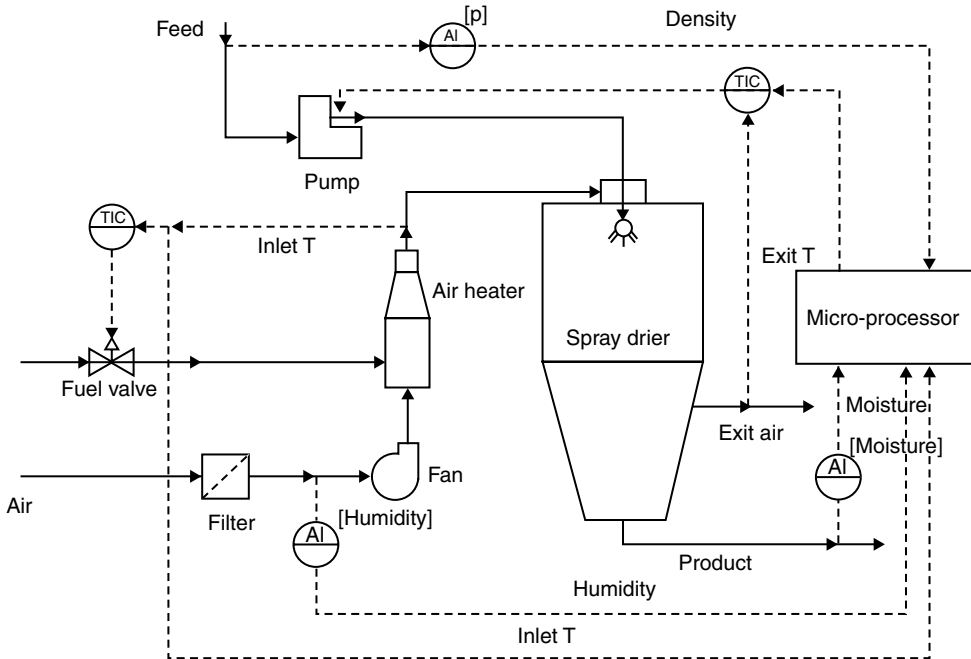 [p]
Density
Feed
AI
TIC
Pump
TIC
Inlet T
Exit T
Air heater
Micro-processor
Spray drier
Fuel valve
Moisture
Exit air
[Moisture]
AI
Fan
Air
Filter
[Humidity]
AI
Product
Humidity
Inlet T